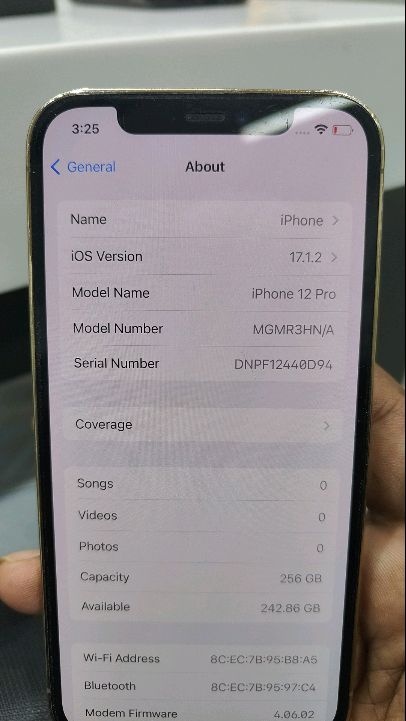 3:25
General About
Name iPhone
iOS Version 17.1.2
Model Name iPhone 12 Pro
Model Number MGMR3HN/A
Serial Number DNPF12440D94
Coverage
Songs 0
Videos 0
Photos 0
Capacity 256 GB
Available 242.86 GB
Wi-Fi Address 8C:EC:7B:95:B8:A5
Bluetooth 8C:EC:7B:95:97:C4
Modem Firmware 4.06.02